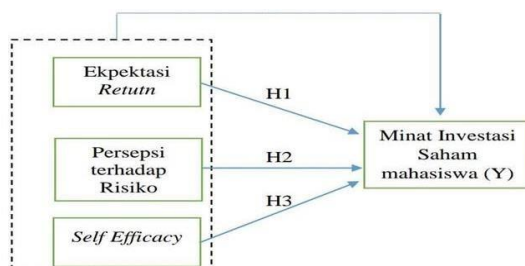 Ekpektasi
Retutn
H1
Persepsi
terhadap
Risiko
H2
Minat Investasi
Saham
mahasiswa (Y)
H3
Self Efficacy